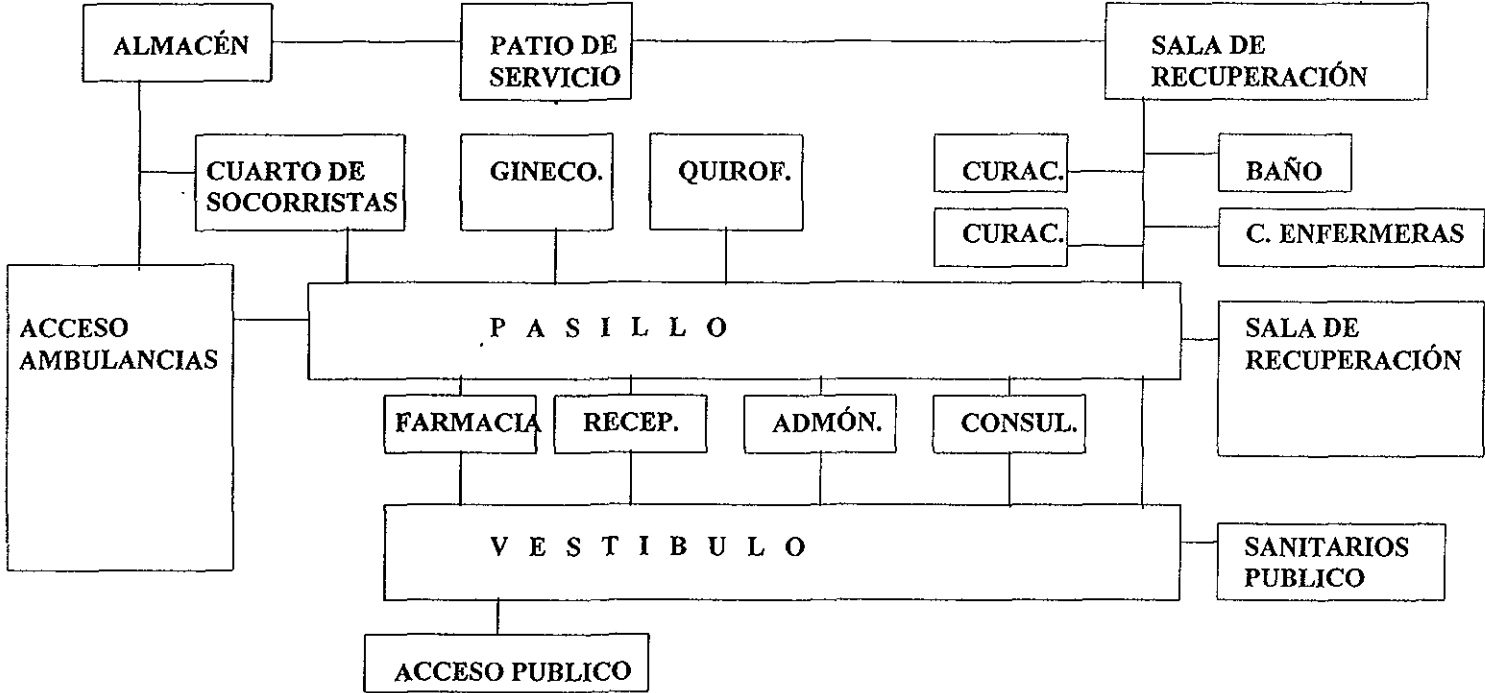 ALMACÉN
PATIO DE
SERVICIO
SALA DE
RECUPERACIÓN
CUARTO DE
SOCORRISTAS
GINECO.
QUIROF.
CURAC.
BAÑO
CURAC.
C. ENFERMERAS
ACCESO
AMBULANCIAS
P A S I L L O
SALA DE
RECUPERACIÓN
FARMACIA
RECEP.
ADMÓN.
CONSUL.
V E S T I B U L O
SANITARIOS
PUBLICO
ACCESO PUBLICO